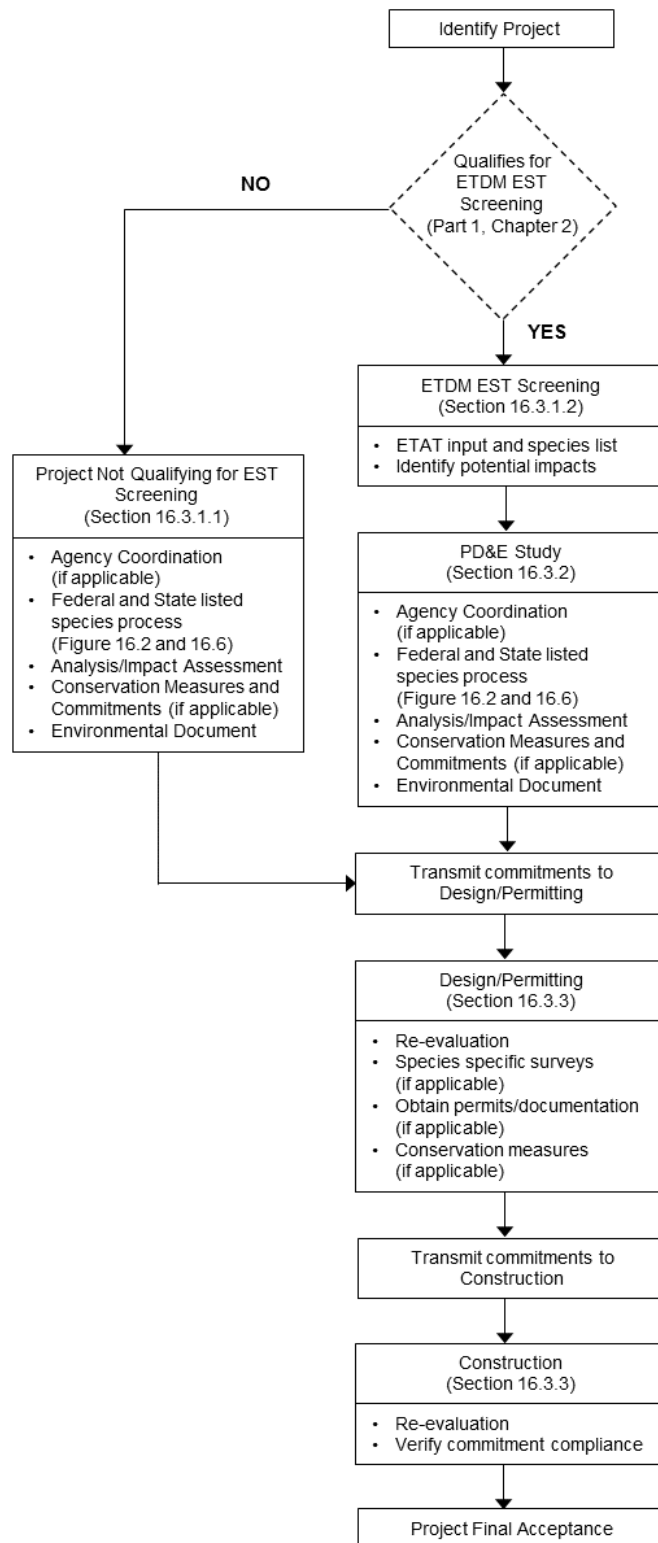 Identify Project
Qualifies for
ETDM EST
Screening
(Part 1, Chapter 2)
NO
YES
ETDM EST Screening
(Section 16.3.1.2)
• ETAT input and species list
• Identify potential impacts
Project Not Qualifying for EST
Screening
(Section 16.3.1.1)
• Agency Coordination
(if applicable)
• Federal and State listed
species process
(Figure 16.2 and 16.6)
• Analysis/Impact Assessment
• Conservation Measures and
Commitments (if applicable)
• Environmental Document
PD&E Study
(Section 16.3.2)
• Agency Coordination
(if applicable)
• Federal and State listed
species process
(Figure 16.2 and 16.6)
• Analysis/Impact Assessment
• Conservation Measures and
Commitments (if applicable)
• Environmental Document
Transmit commitments to
Design/Permitting
Design/Permitting
(Section 16.3.3)
• Re-evaluation
• Species specific surveys
(if applicable)
• Obtain permits/documentation
(if applicable)
• Conservation measures
(if applicable)
Transmit commitments to
Construction
Construction
(Section 16.3.3)
• Re-evaluation
• Verify commitment compliance
Project Final Acceptance